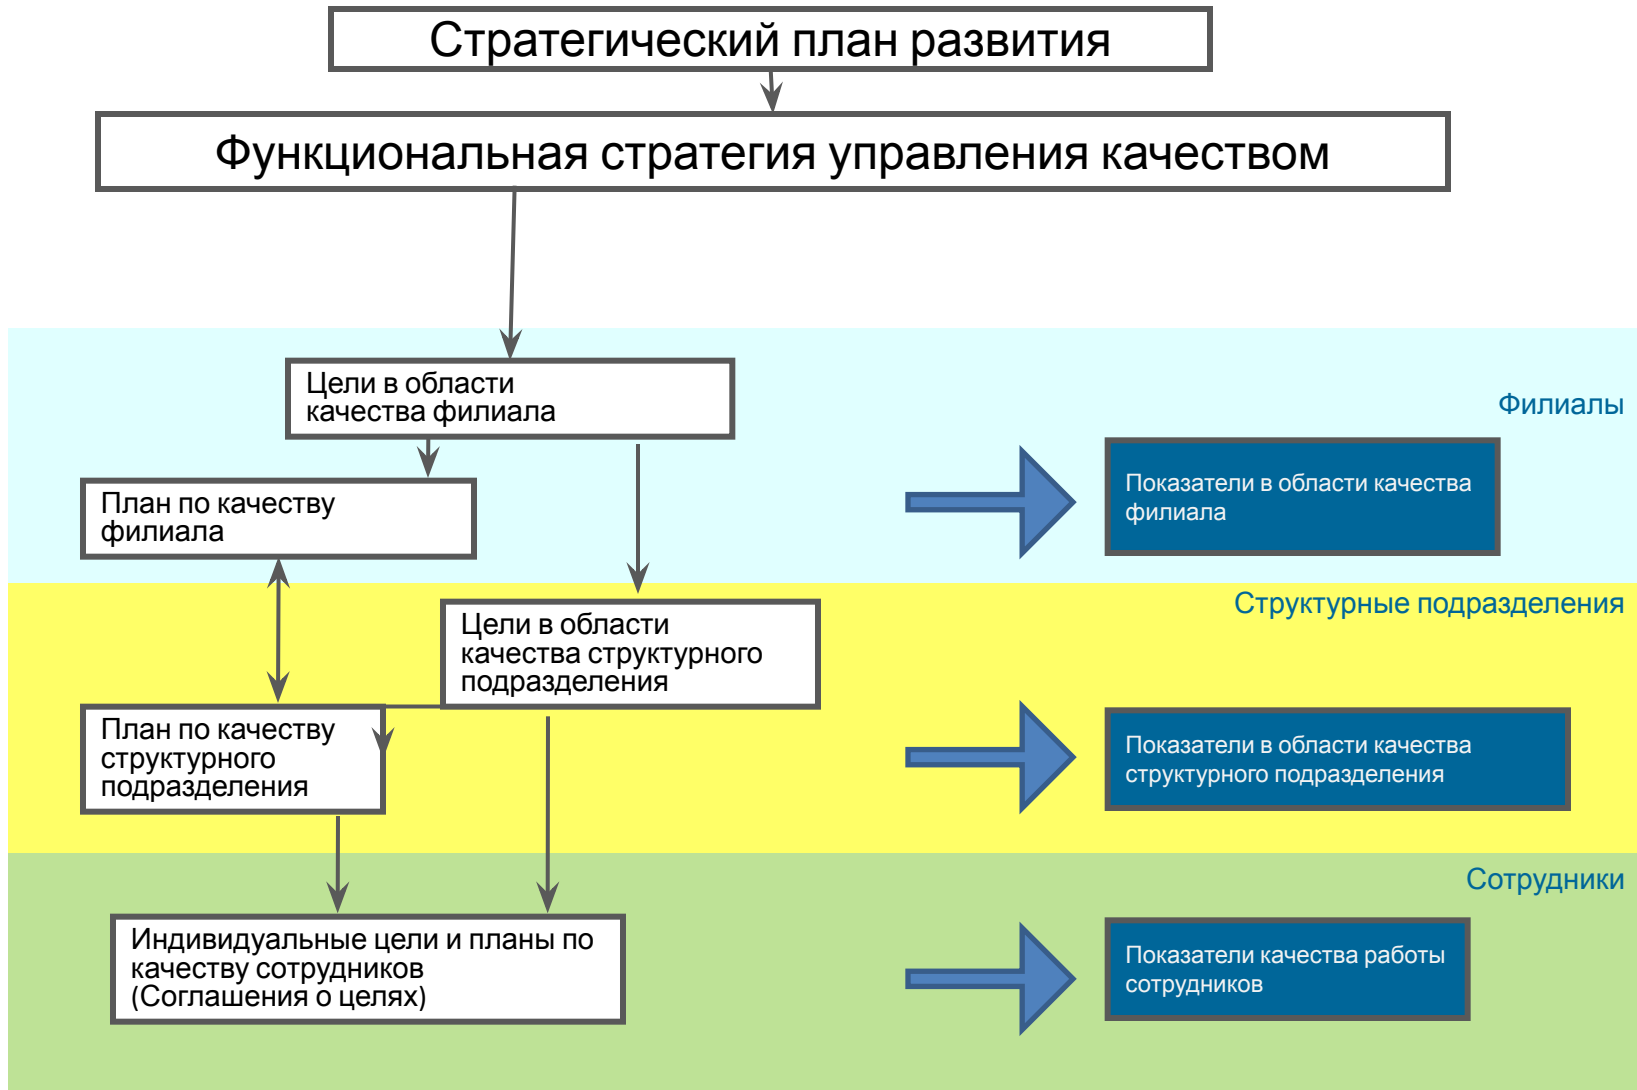 Стратегический план развития
Функциональная стратегия управления качеством
Цели в области
качества филиала
Филиалы
План по качеству
филиала
Показатели в области качества
филиала
Структурные подразделения
Цели в области
качества структурного
подразделения
План по качеству
структурного
подразделения
Показатели в области качества
структурного подразделения
Сотрудники
Индивидуальные цели и планы по
качеству сотрудников
(Соглашения о целях)
Показатели качества работы
сотрудников